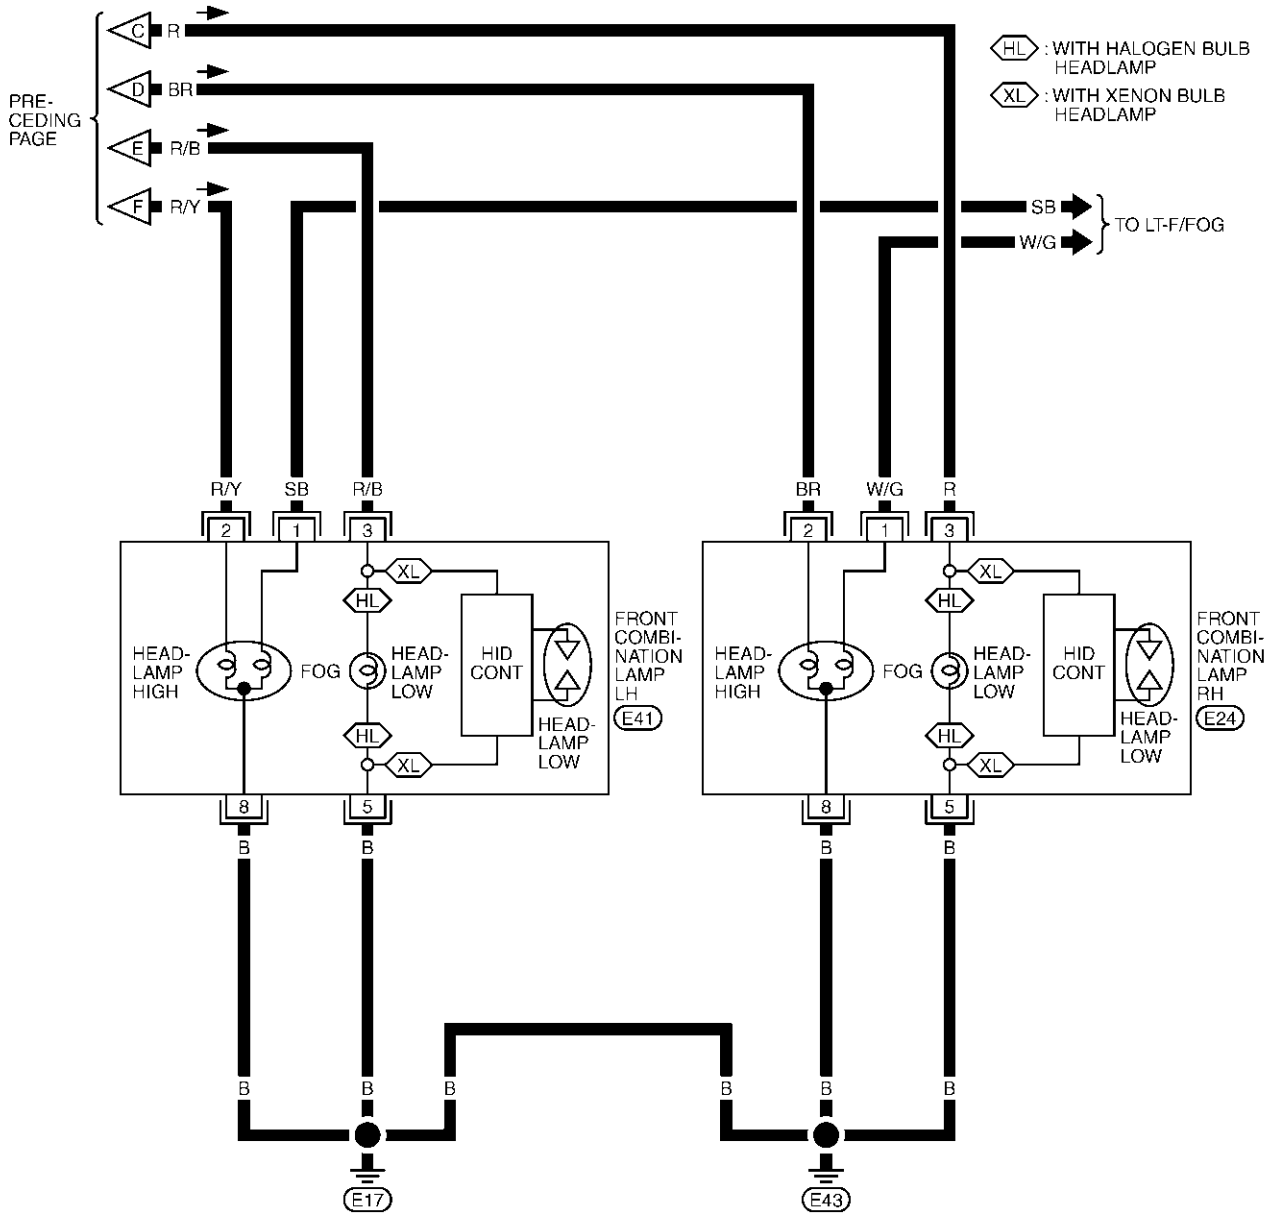 C R
D BR
E R/B
F R/Y
PRE-
CEDING
PAGE
HL : WITH HALOGEN BULB
HEADLAMP
XL : WITH XENON BULB
HEADLAMP
SB
W/G
TO LT-F/FOG
R/Y SB R/B
2 1 3
BR W/G R
2 1 3
XL
HL
HEAD-
LAMP
HIGH
FOG
HEAD-
LAMP
LOW
HID
CONT
HL
XL
HEAD-
LAMP
LOW
FRONT
COMBI-
NATION
LAMP
LH
E41
XL
HL
HEAD-
LAMP
HIGH
FOG
HEAD-
LAMP
LOW
HID
CONT
HL
XL
HEAD-
LAMP
LOW
FRONT
COMBI-
NATION
LAMP
RH
E24
8 5
B B
8 5
B B
B B B
B B B
E17
E43